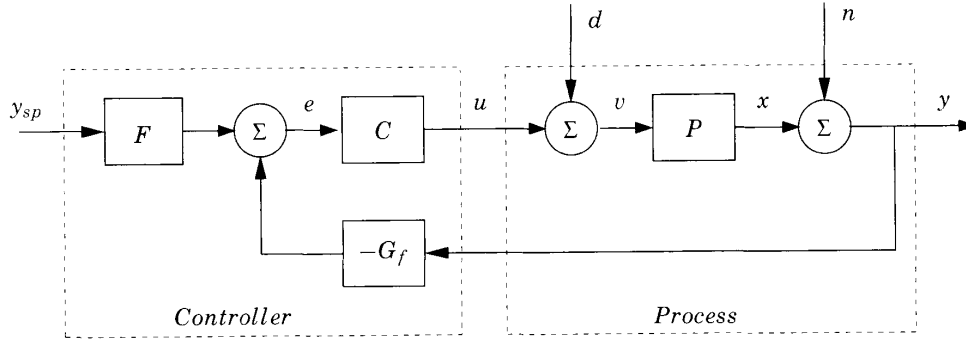 d
n
y_sp
F
Σ
e
C
u
Σ
v
P
x
Σ
y
−G_f
Controller
Process